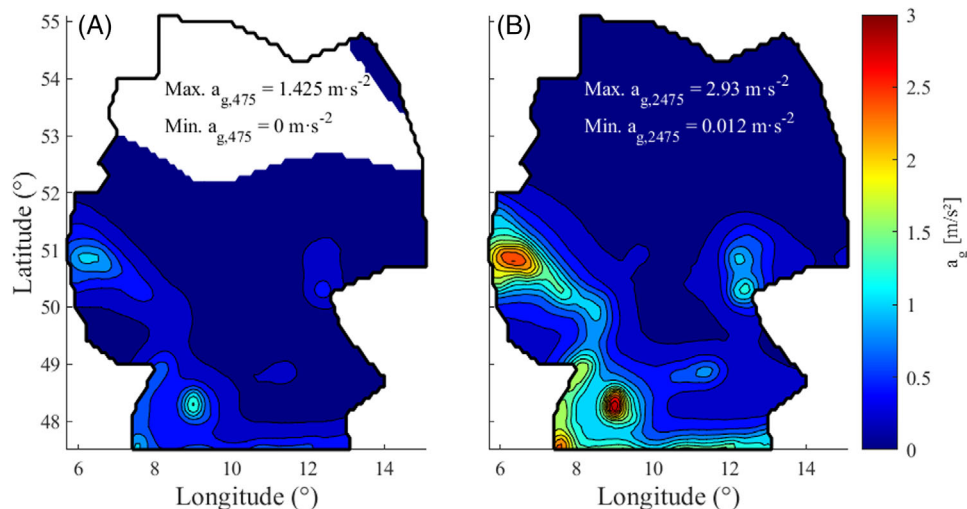 (A)
Max. a_g,475 = 1.425 m·s^-2
Min. a_g,475 = 0 m·s^-2
55
54
53
52
51
50
49
48
Latitude (°)
6 8 10 12 14
Longitude (°)
(B)
Max. a_g,2475 = 2.93 m·s^-2
Min. a_g,2475 = 0.012 m·s^-2
6 8 10 12 14
Longitude (°)
3
2.5
2
1.5
1
0.5
0
a_g [m/s²]